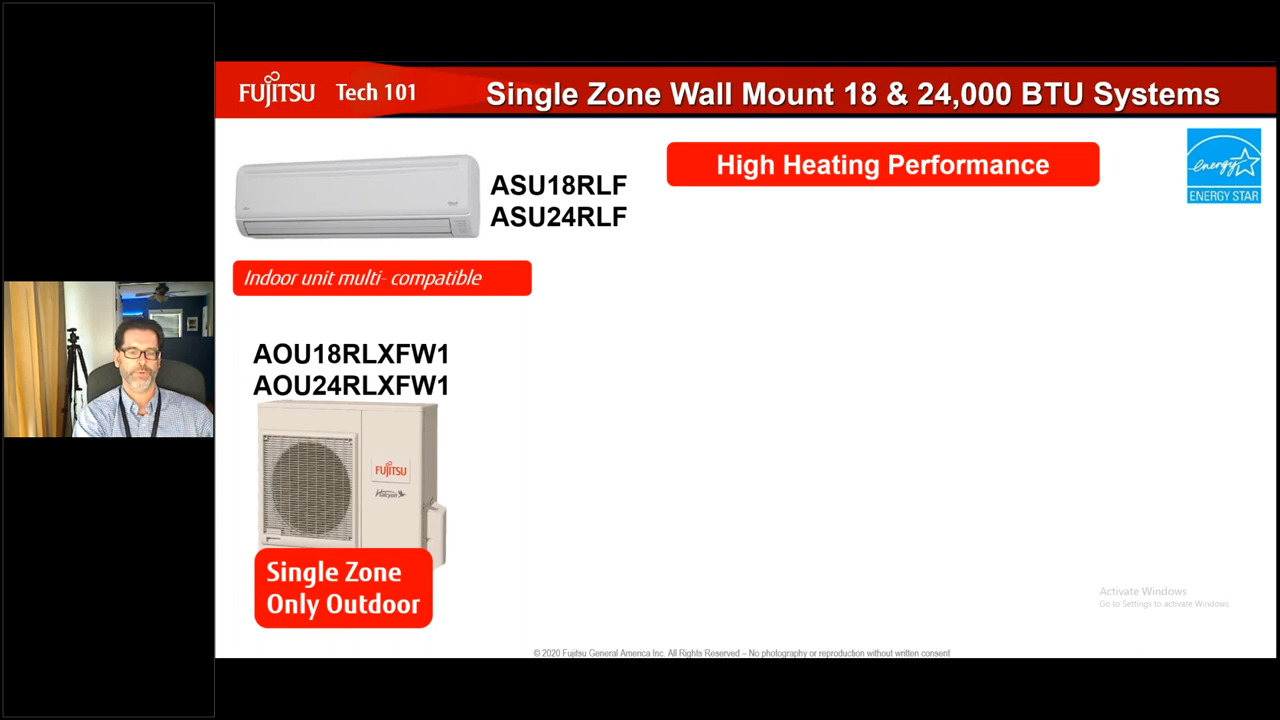 FUJITSU Tech 101 Single Zone Wall Mount 18 & 24,000 BTU Systems
High Heating Performance
energy
ENERGY STAR
ASU18RLF
ASU24RLF
Indoor unit multi- compatible
AOU18RLXFW1
AOU24RLXFW1
FUJITSU
Halcyon
Single Zone
Only Outdoor
Activate Windows
Go to Settings to activate Windows.
© 2020 Fujitsu General America Inc. All Rights Reserved – No photography or reproduction without written consent